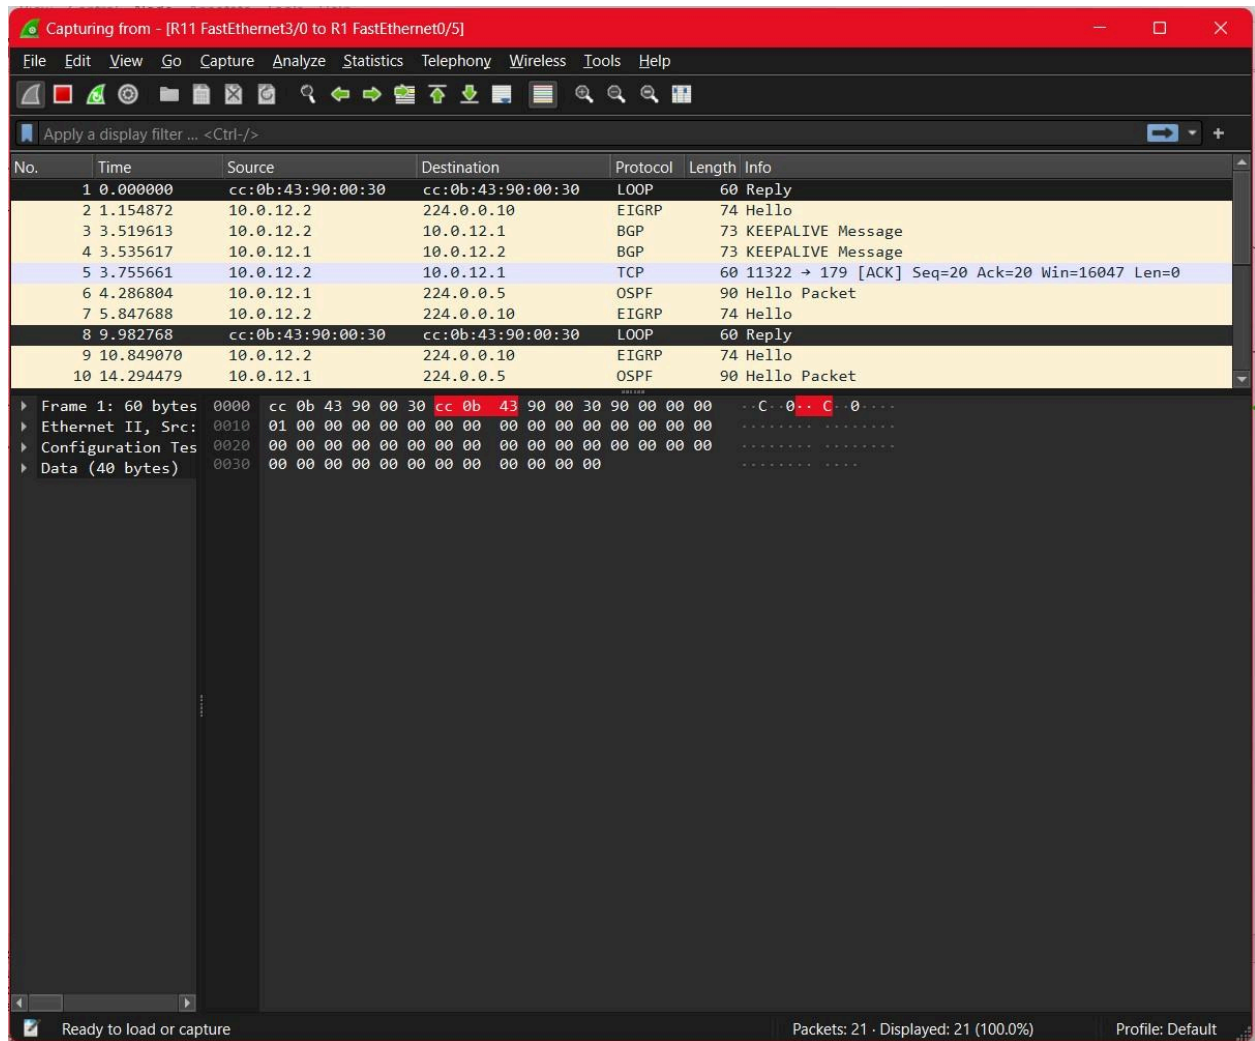 Capturing from - [R11 FastEthernet3/0 to R1 FastEthernet0/5]
File Edit View Go Capture Analyze Statistics Telephony Wireless Tools Help
Apply a display filter ... <Ctrl-/>
No. Time Source Destination Protocol Length Info
1 0.000000 cc:0b:43:90:00:30 cc:0b:43:90:00:30 LOOP 60 Reply
2 1.154872 10.0.12.2 224.0.0.10 EIGRP 74 Hello
3 3.519613 10.0.12.2 10.0.12.1 BGP 73 KEEPALIVE Message
4 3.535617 10.0.12.1 10.0.12.2 BGP 73 KEEPALIVE Message
5 3.755661 10.0.12.2 10.0.12.1 TCP 60 11322 → 179 [ACK] Seq=20 Ack=20 Win=16047 Len=0
6 4.286804 10.0.12.1 224.0.0.5 OSPF 90 Hello Packet
7 5.847688 10.0.12.2 224.0.0.10 EIGRP 74 Hello
8 9.982768 cc:0b:43:90:00:30 cc:0b:43:90:00:30 LOOP 60 Reply
9 10.849070 10.0.12.2 224.0.0.10 EIGRP 74 Hello
10 14.294479 10.0.12.1 224.0.0.5 OSPF 90 Hello Packet
Frame 1: 60 bytes
Ethernet II, Src:
Configuration Tes
Data (40 bytes)
0000 cc 0b 43 90 00 30 cc 0b 43 90 00 30 90 00 00 00 ··C··0·· C··0····
0010 01 00 00 00 00 00 00 00 00 00 00 00 00 00 00 00 ········ ········
0020 00 00 00 00 00 00 00 00 00 00 00 00 00 00 00 00 ········ ········
0030 00 00 00 00 00 00 00 00 00 00 00 00 ········ ····
Ready to load or capture Packets: 21 · Displayed: 21 (100.0%) Profile: Default